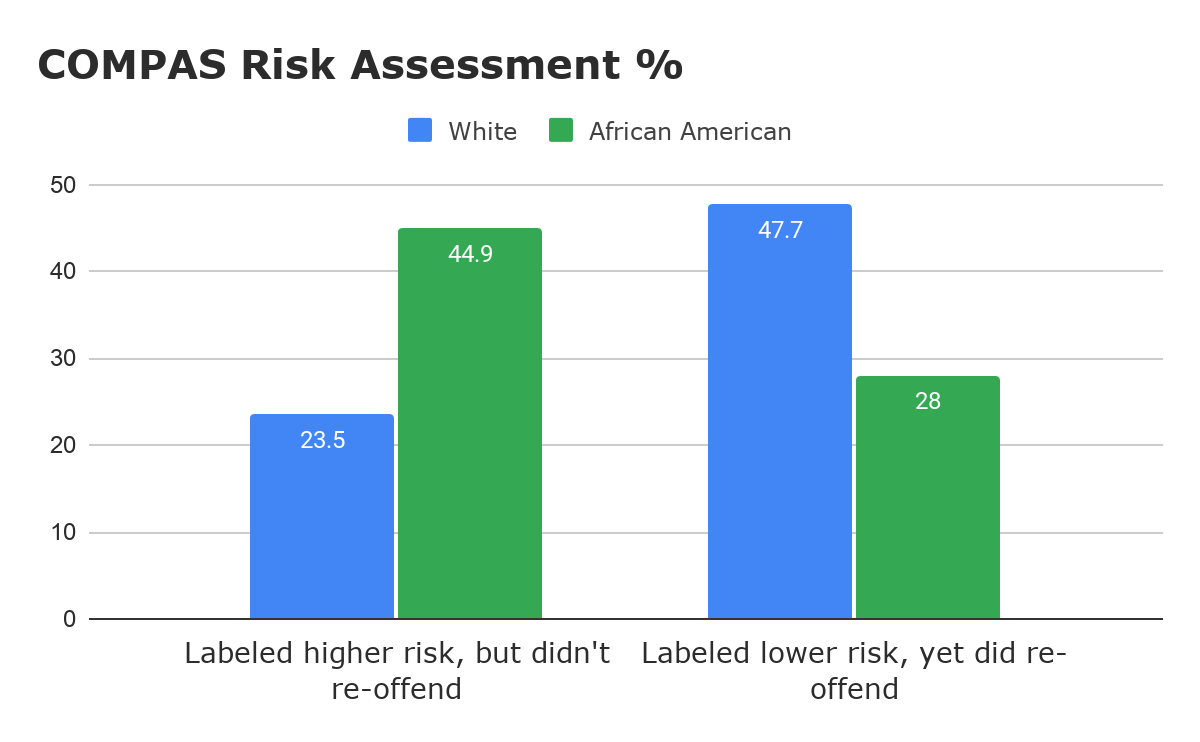 COMPAS Risk Assessment %
White African American
50
40
30
20
10
0
23.5
44.9
47.7
28
Labeled higher risk, but didn't
re-offend
Labeled lower risk, yet did re-
offend